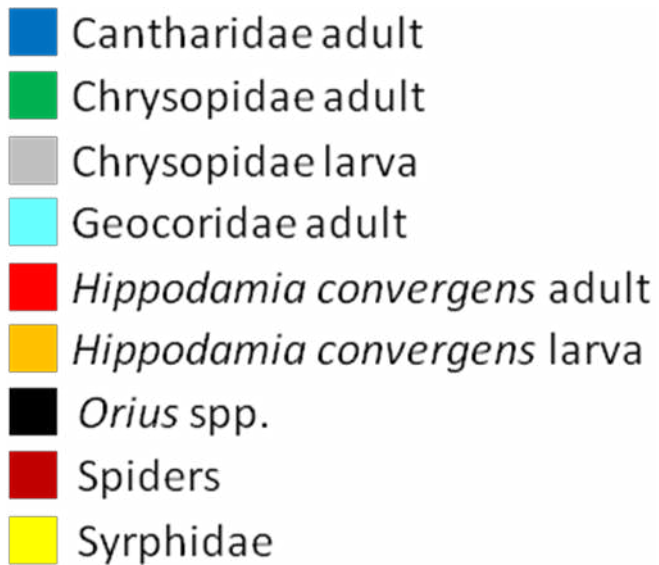 Cantharidae adult
Chrysopidae adult
Chrysopidae larva
Geocoridae adult
Hippodamia convergens adult
Hippodamia convergens larva
Orius spp.
Spiders
Syrphidae